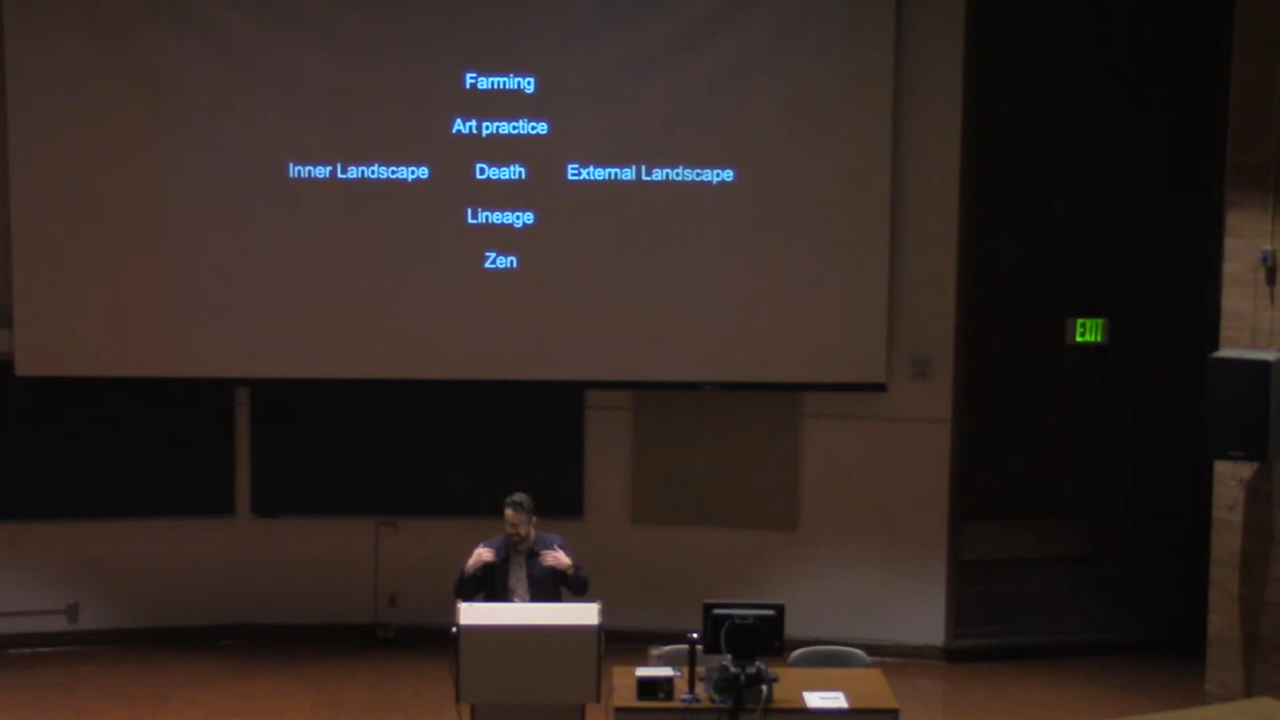 Farming
Art practice
Inner Landscape Death External Landscape
Lineage
Zen
EXIT